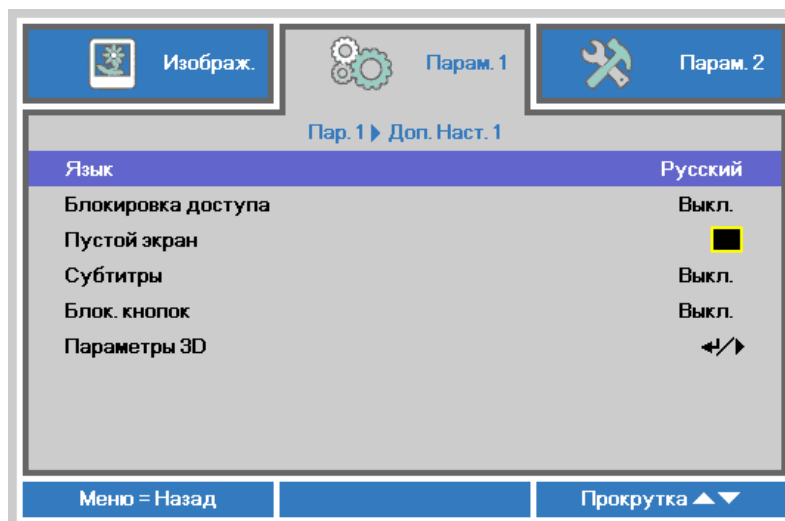 Изображ.
Парам. 1
Парам. 2
Пар. 1 ▶ Доп. Наст. 1
Язык Русский
Блокировка доступа Выкл.
Пустой экран
Субтитры Выкл.
Блок. кнопок Выкл.
Параметры 3D ↵/▶
Меню = Назад
Прокрутка ▲▼